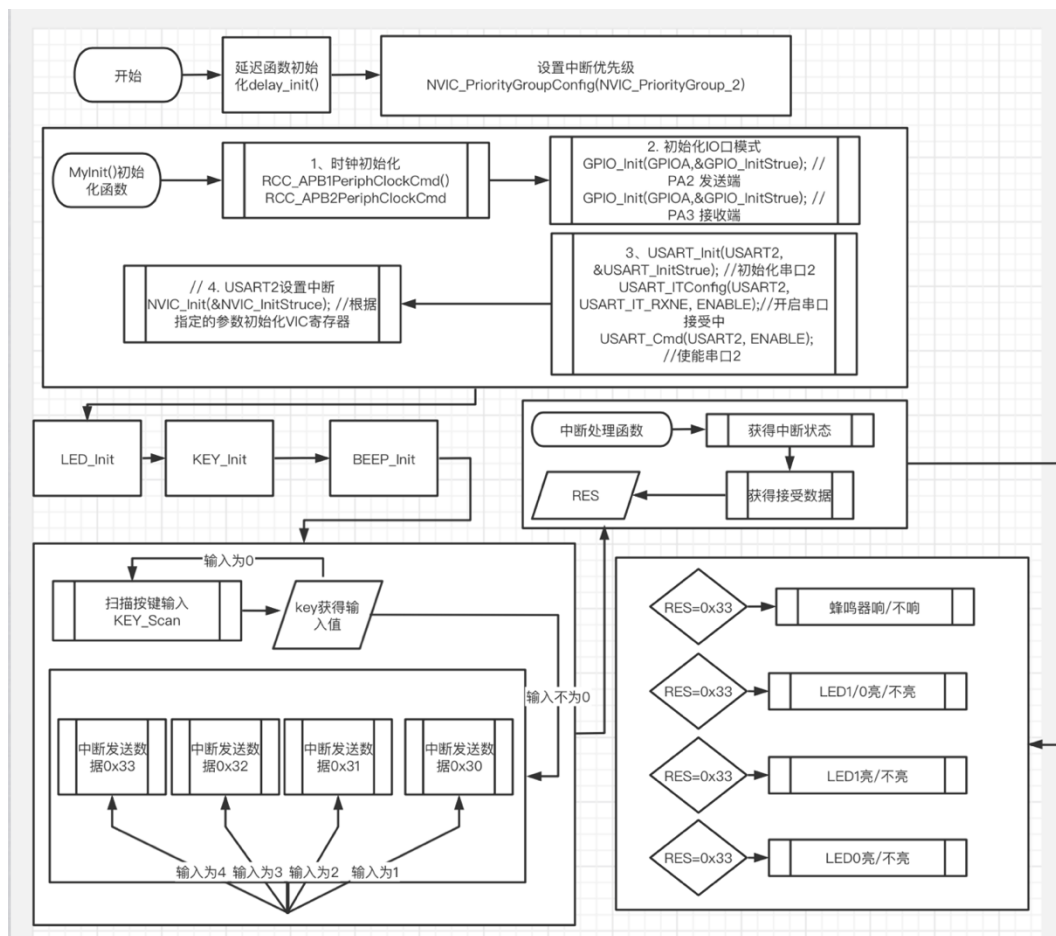 开始
延迟函数初始
化delay_init()
设置中断优先级
NVIC_PriorityGroupConfig(NVIC_PriorityGroup_2)
MyInit()初始
化函数
1、时钟初始化
RCC_APB1PeriphClockCmd()
RCC_APB2PeriphClockCmd
2. 初始化IO口模式
GPIO_Init(GPIOA,&GPIO_InitStrue); //
PA2 发送端
GPIO_Init(GPIOA,&GPIO_InitStrue); //
PA3 接收端
3、USART_Init(USART2,
&USART_InitStrue); //初始化串口2
USART_ITConfig(USART2,
USART_IT_RXNE, ENABLE);//开启串口
接受中
USART_Cmd(USART2, ENABLE);
//使能串口2
// 4. USART2设置中断
NVIC_Init(&NVIC_InitStruce); //根据
指定的参数初始化VIC寄存器
LED_Init
KEY_Init
BEEP_Init
中断处理函数
获得中断状态
获得接受数据
RES
输入为0
扫描按键输入
KEY_Scan
key获得输
入值
输入不为0
中断发送数
据0x33
中断发送数
据0x32
中断发送数
据0x31
中断发送数
据0x30
输入为4
输入为3
输入为2
输入为1
RES=0x33
蜂鸣器响/不响
RES=0x33
LED1/0亮/不亮
RES=0x33
LED1亮/不亮
RES=0x33
LED0亮/不亮